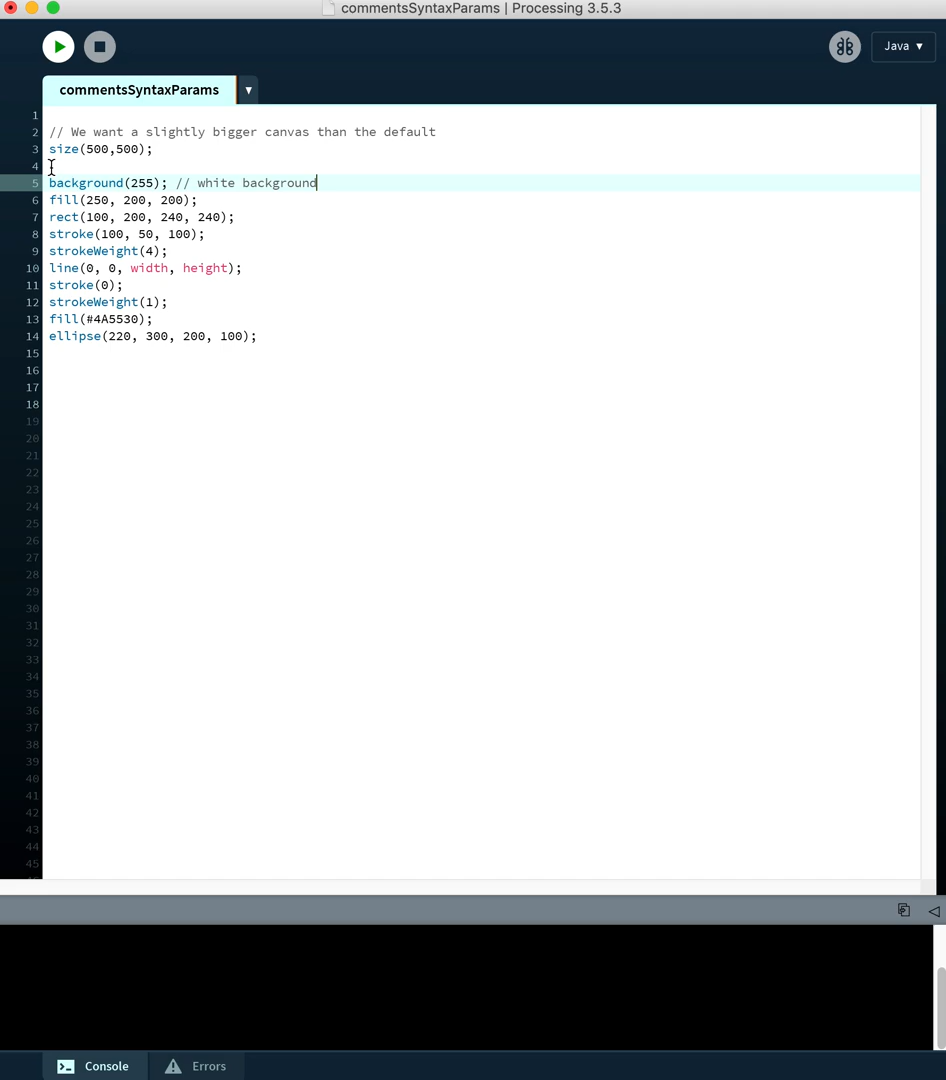 commentsSyntaxParams | Processing 3.5.3
Java ▼
commentsSyntaxParams ▼
1
2 // We want a slightly bigger canvas than the default
3 size(500,500);
4
5 background(255); // white background
6 fill(250, 200, 200);
7 rect(100, 200, 240, 240);
8 stroke(100, 50, 100);
9 strokeWeight(4);
10 line(0, 0, width, height);
11 stroke(0);
12 strokeWeight(1);
13 fill(#4A5530);
14 ellipse(220, 300, 200, 100);
15
16
17
18
19
20
21
22
23
24
25
26
27
28
29
30
31
32
33
34
35
36
37
38
39
40
41
42
43
44
45
Console Errors